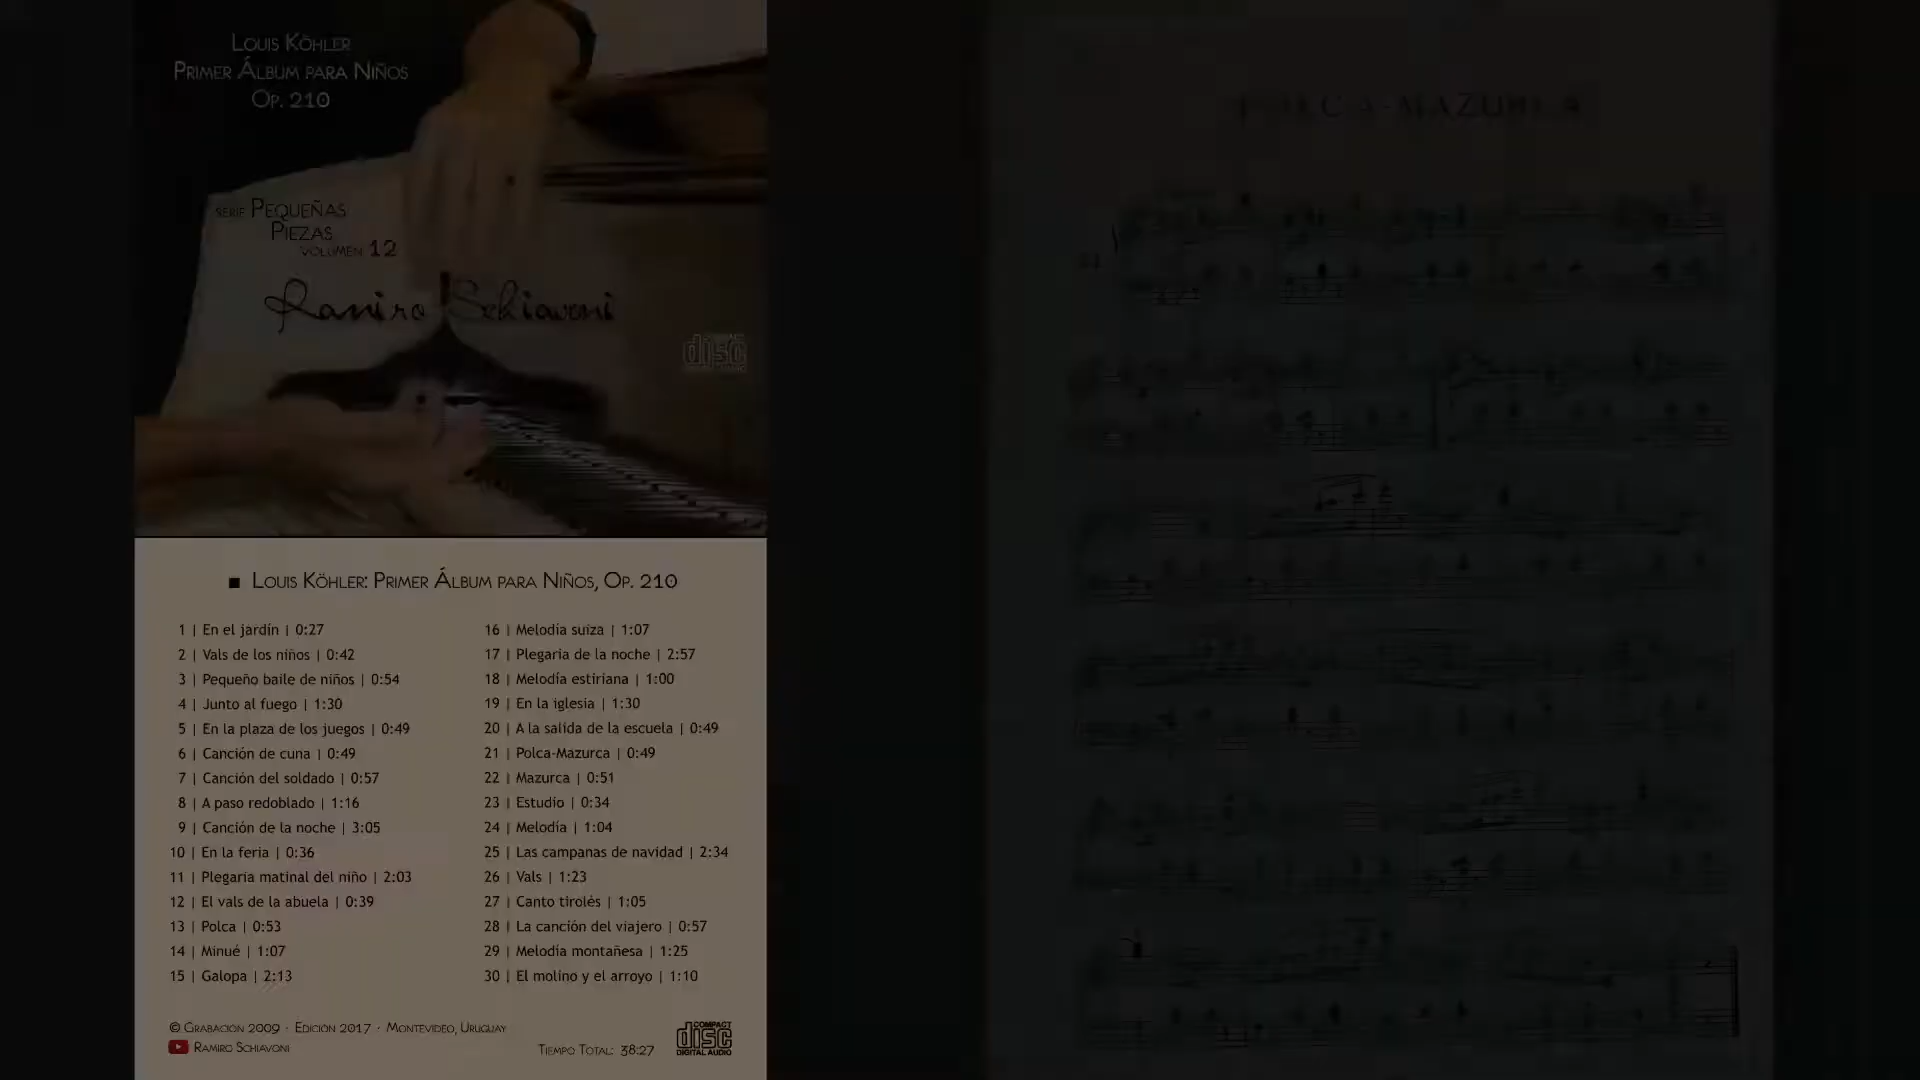 Louis Köhler
Primer Álbum para Niños
Op. 210
serie Pequeñas
Piezas
volumen 12
Ramiro Schiavoni
disc
Louis Köhler: Primer Álbum para Niños, Op. 210
1 | En el jardín | 0:27
2 | Vals de los niños | 0:42
3 | Pequeño baile de niños | 0:54
4 | Junto al fuego | 1:30
5 | En la plaza de los juegos | 0:49
6 | Canción de cuna | 0:49
7 | Canción del soldado | 0:57
8 | A paso redoblado | 1:16
9 | Canción de la noche | 3:05
10 | En la feria | 0:36
11 | Plegaria matinal del niño | 2:03
12 | El vals de la abuela | 0:39
13 | Polca | 0:53
14 | Minué | 1:07
15 | Galopa | 2:13
16 | Melodía suiza | 1:07
17 | Plegaria de la noche | 2:57
18 | Melodía estiriana | 1:00
19 | En la iglesia | 1:30
20 | A la salida de la escuela | 0:49
21 | Polca-Mazurca | 0:49
22 | Mazurca | 0:51
23 | Estudio | 0:34
24 | Melodía | 1:04
25 | Las campanas de navidad | 2:34
26 | Vals | 1:23
27 | Canto tirolés | 1:05
28 | La canción del viajero | 0:57
29 | Melodía montañesa | 1:25
30 | El molino y el arroyo | 1:10
© Grabación 2009 · Edición 2017 · Montevideo, Uruguay
Ramiro Schiavoni
Tiempo Total: 38:27
COMPACT
disc
DIGITAL AUDIO
POLCA-MAZURCA